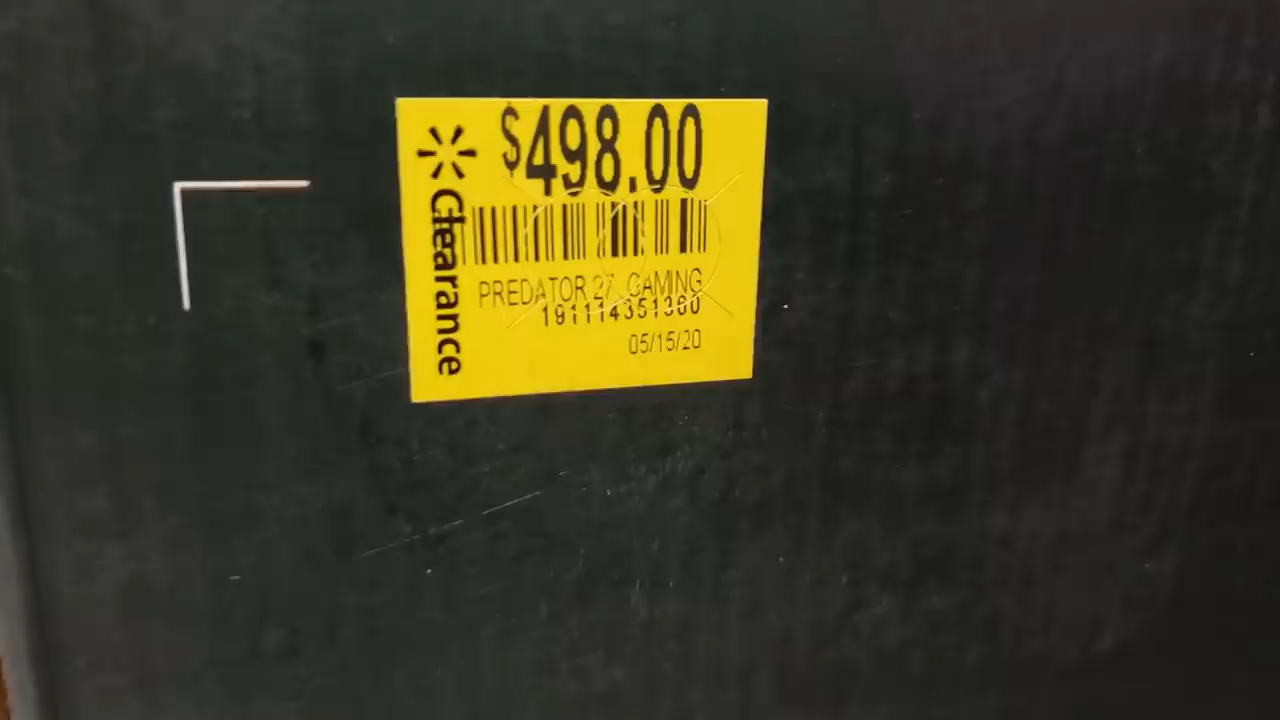 $498.00
Clearance
PREDATOR 27 GAMING
191114351360
05/15/20